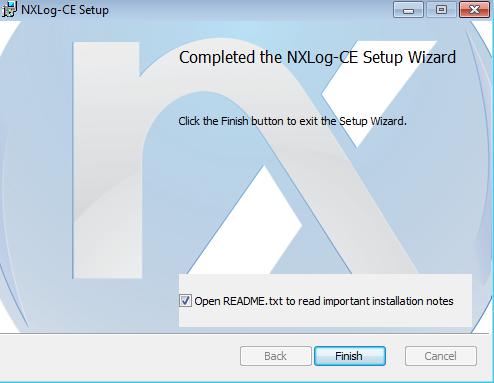 NXLog-CE Setup
Completed the NXLog-CE Setup Wizard
Click the Finish button to exit the Setup Wizard.
Open README.txt to read important installation notes
Back Finish Cancel